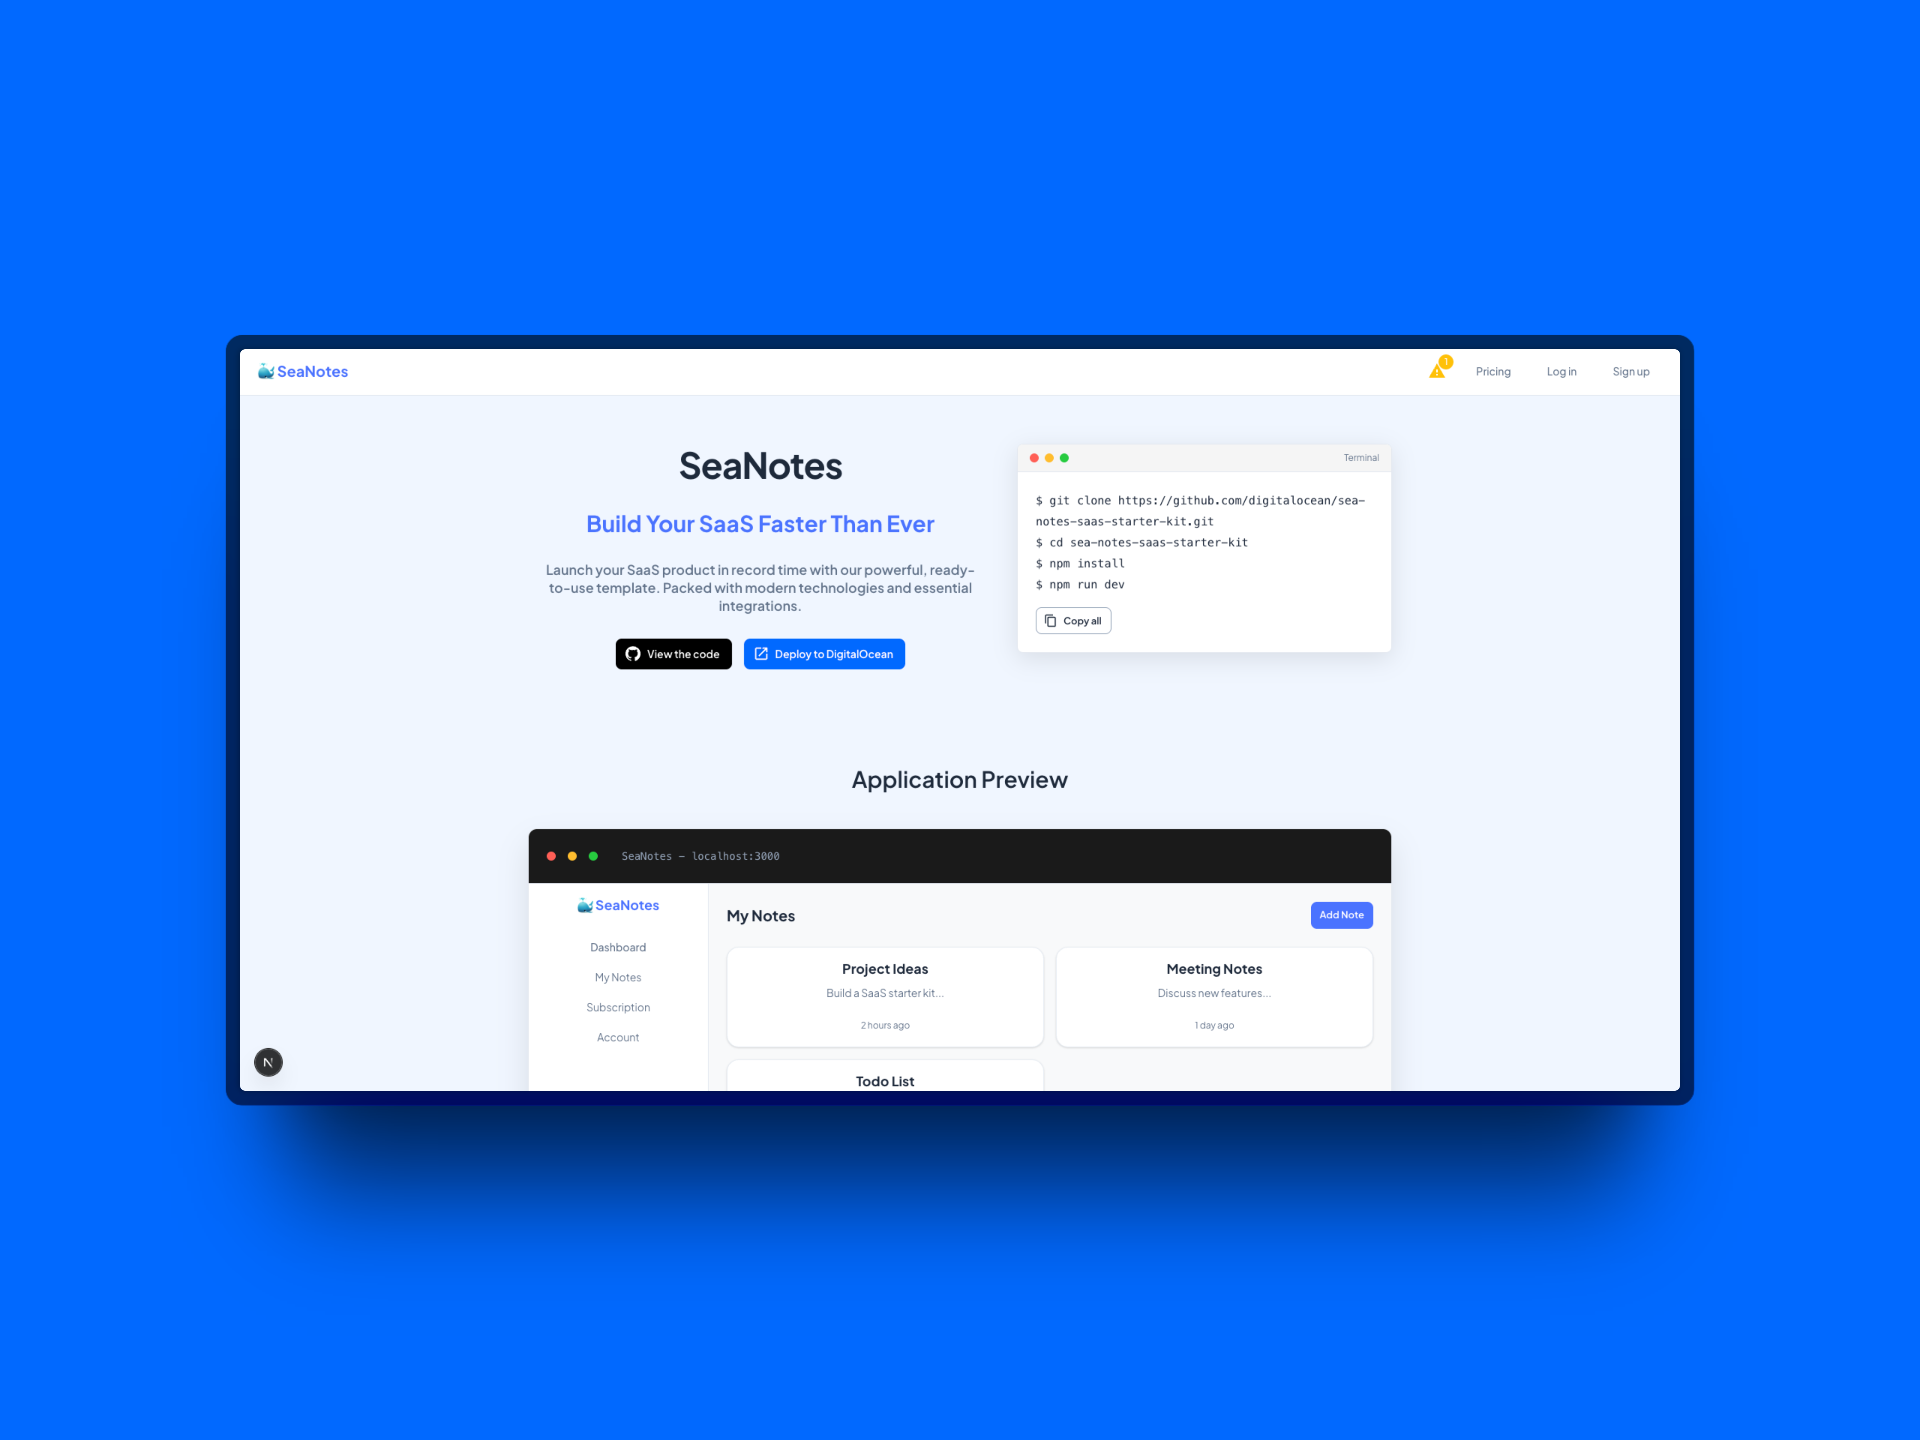 SeaNotes
1
Pricing
Log in
Sign up
SeaNotes
Build Your SaaS Faster Than Ever
Launch your SaaS product in record time with our powerful, ready-
to-use template. Packed with modern technologies and essential
integrations.
View the code
Deploy to DigitalOcean
Terminal
$ git clone https://github.com/digitalocean/sea-
notes-saas-starter-kit.git
$ cd sea-notes-saas-starter-kit
$ npm install
$ npm run dev
Copy all
Application Preview
SeaNotes - localhost:3000
SeaNotes
Dashboard
My Notes
Subscription
Account
My Notes
Add Note
Project Ideas
Build a SaaS starter kit...
2 hours ago
Meeting Notes
Discuss new features...
1 day ago
Todo List
N